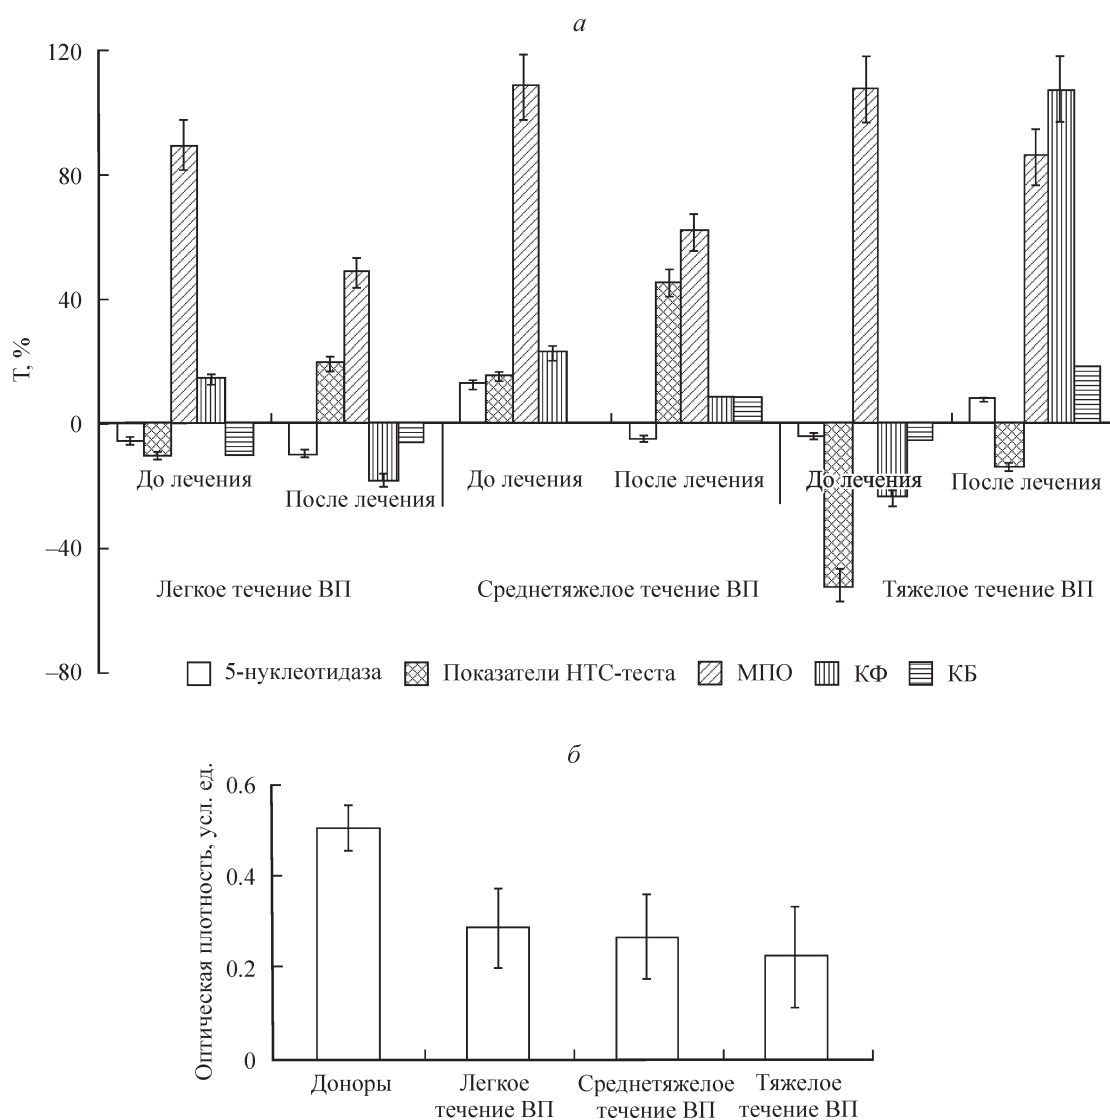 а
120
80
40
0
–40
–80
Т, %
До лечения
После лечения
До лечения
После лечения
До лечения
После лечения
Легкое течение ВП
Среднетяжелое течение ВП
Тяжелое течение ВП
5-нуклеотидаза
Показатели НТС-теста
МПО
КФ
КБ
б
Оптическая плотность, усл. ед.
0.6
0.4
0.2
0
Доноры
Легкое
течение ВП
Среднетяжелое
течение ВП
Тяжелое
течение ВП